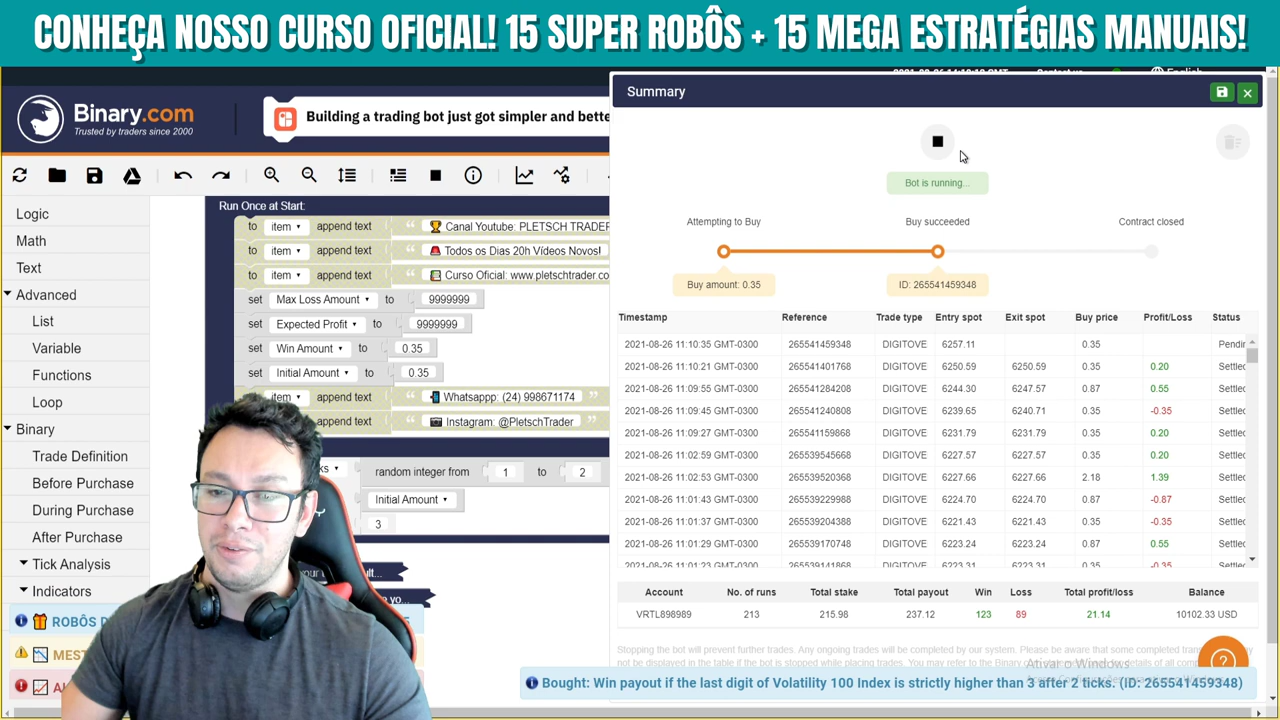 CONHEÇA NOSSO CURSO OFICIAL! 15 SUPER ROBÔS + 15 MEGA ESTRATÉGIAS MANUAIS!
English
Binary.com
Trusted by traders since 2000
Building a trading bot just got simpler and bette
Summary
Bot is running...
Attempting to Buy
Buy succeeded
Contract closed
Buy amount: 0.35
ID: 265541459348
Logic
Math
Text
Advanced
List
Variable
Functions
Loop
Binary
Trade Definition
Before Purchase
During Purchase
After Purchase
Tick Analysis
Indicators
Run Once at Start:
to item append text “ Canal Youtube: PLETSCH TRADER
to item append text “ Todos os Dias 20h Vídeos Novos!
to item append text “ Curso Oficial: www.pletschtrader.co
set Max Loss Amount to 9999999
set Expected Profit to 9999999
set Win Amount to 0.35
set Initial Amount to 0.35
item append text “ Whatsappp: (24) 998671174 ”
append text “ Instagram: @PletschTrader ”
random integer from 1 to 2
Initial Amount
3
Timestamp Reference Trade type Entry spot Exit spot Buy price Profit/Loss Status
2021-08-26 11:10:35 GMT-0300 265541459348 DIGITOVE 6257.11 0.35 Pendin
2021-08-26 11:10:21 GMT-0300 265541401768 DIGITOVE 6250.59 6250.59 0.35 0.20 Settled
2021-08-26 11:09:55 GMT-0300 265541284208 DIGITOVE 6244.30 6247.57 0.87 0.55 Settled
2021-08-26 11:09:45 GMT-0300 265541240808 DIGITOVE 6239.65 6240.71 0.35 -0.35 Settled
2021-08-26 11:09:27 GMT-0300 265541159868 DIGITOVE 6231.79 6231.79 0.35 0.20 Settled
2021-08-26 11:02:59 GMT-0300 265539545668 DIGITOVE 6227.57 6227.57 0.35 0.20 Settled
2021-08-26 11:02:53 GMT-0300 265539520368 DIGITOVE 6227.66 6227.66 2.18 1.39 Settled
2021-08-26 11:01:43 GMT-0300 265539229988 DIGITOVE 6224.70 6224.70 0.87 -0.87 Settled
2021-08-26 11:01:37 GMT-0300 265539204388 DIGITOVE 6221.43 6221.43 0.35 -0.35 Settled
2021-08-26 11:01:29 GMT-0300 265539170748 DIGITOVE 6223.24 6223.24 0.87 0.55 Settled
Account No. of runs Total stake Total payout Win Loss Total profit/loss Balance
VRTL898989 213 215.98 237.12 123 89 21.14 10102.33 USD
Stopping the bot will prevent further trades. Any ongoing trades will be completed by our system. Please be aware that some completed
Ativar o Windows
ROBÔS D
MEST
Bought: Win payout if the last digit of Volatility 100 Index is strictly higher than 3 after 2 ticks. (ID: 265541459348)